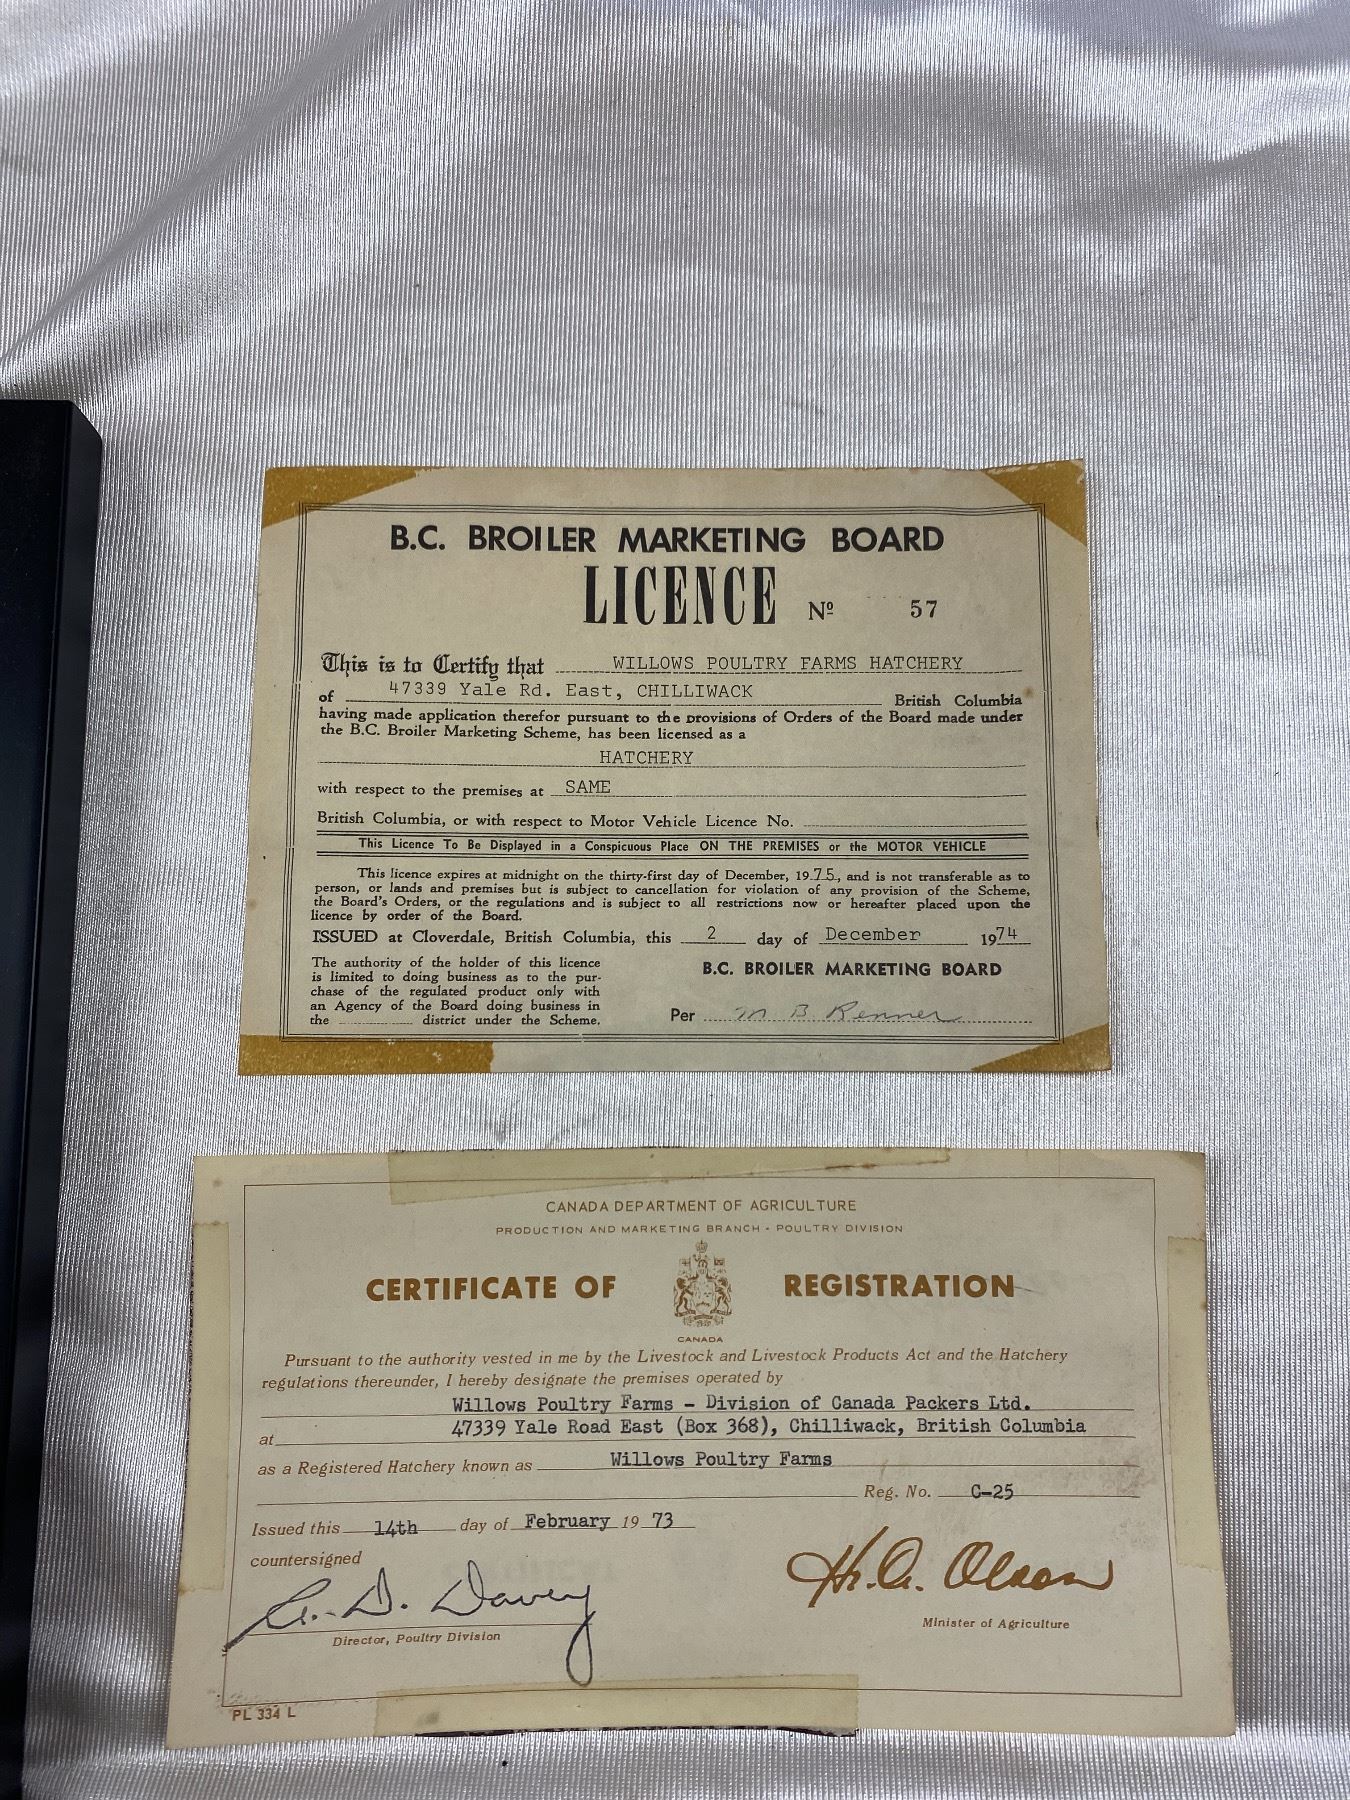 B.C. BROILER MARKETING BOARD
LICENCE Nº 57
This is to Certify that WILLOWS POULTRY FARMS HATCHERY
of 47339 Yale Rd. East, CHILLIWACK British Columbia
having made application therefor pursuant to the provisions of Orders of the Board made under
the B.C. Broiler Marketing Scheme, has been licensed as a
HATCHERY
with respect to the premises at SAME
British Columbia, or with respect to Motor Vehicle Licence No.
This Licence To Be Displayed in a Conspicuous Place ON THE PREMISES or the MOTOR VEHICLE
This licence expires at midnight on the thirty-first day of December, 1975, and is not transferable as to
person, or lands and premises but is subject to cancellation for violation of any provision of the Scheme,
the Board's Orders, or the regulations and is subject to all restrictions now or hereafter placed upon the
licence by order of the Board.
ISSUED at Cloverdale, British Columbia, this 2 day of December 1974
The authority of the holder of this licence
is limited to doing business as to the pur-
chase of the regulated product only with
an Agency of the Board doing business in
the district under the Scheme.
B.C. BROILER MARKETING BOARD
Per M B Renner
CANADA DEPARTMENT OF AGRICULTURE
PRODUCTION AND MARKETING BRANCH - POULTRY DIVISION
CERTIFICATE OF REGISTRATION
CANADA
Pursuant to the authority vested in me by the Livestock and Livestock Products Act and the Hatchery
regulations thereunder, I hereby designate the premises operated by
Willows Poultry Farms - Division of Canada Packers Ltd.
at 47339 Yale Road East (Box 368), Chilliwack, British Columbia
as a Registered Hatchery known as Willows Poultry Farms
Reg. No. C-25
Issued this 14th day of February 19 73
countersigned
D. Davey
H. A. Olson
Director, Poultry Division
Minister of Agriculture
PL 334 L